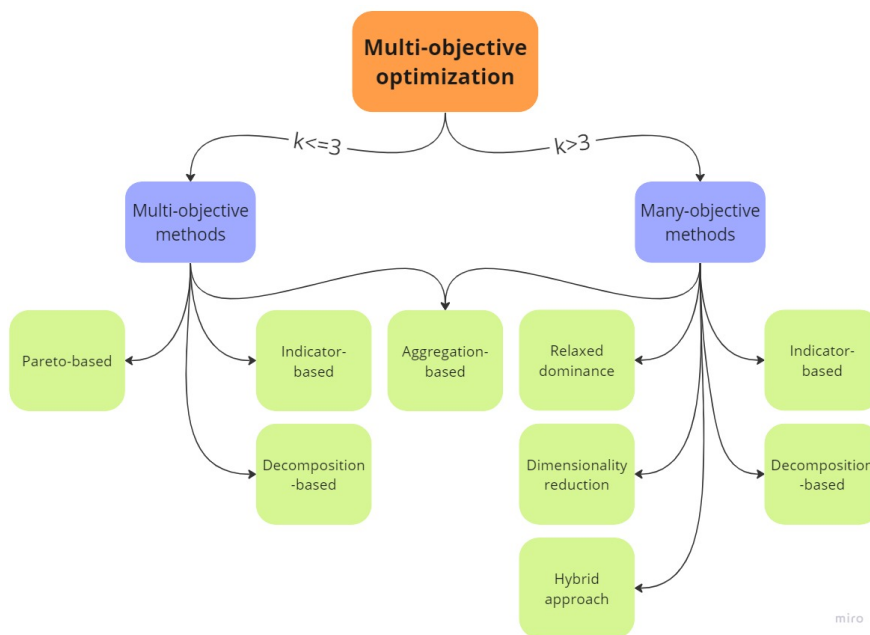 Multi-objective
optimization
k<=3
k>3
Multi-objective
methods
Many-objective
methods
Pareto-based
Indicator-
based
Aggregation-
based
Relaxed
dominance
Indicator-
based
Decomposition
-based
Dimensionality
reduction
Decomposition
-based
Hybrid
approach
miro